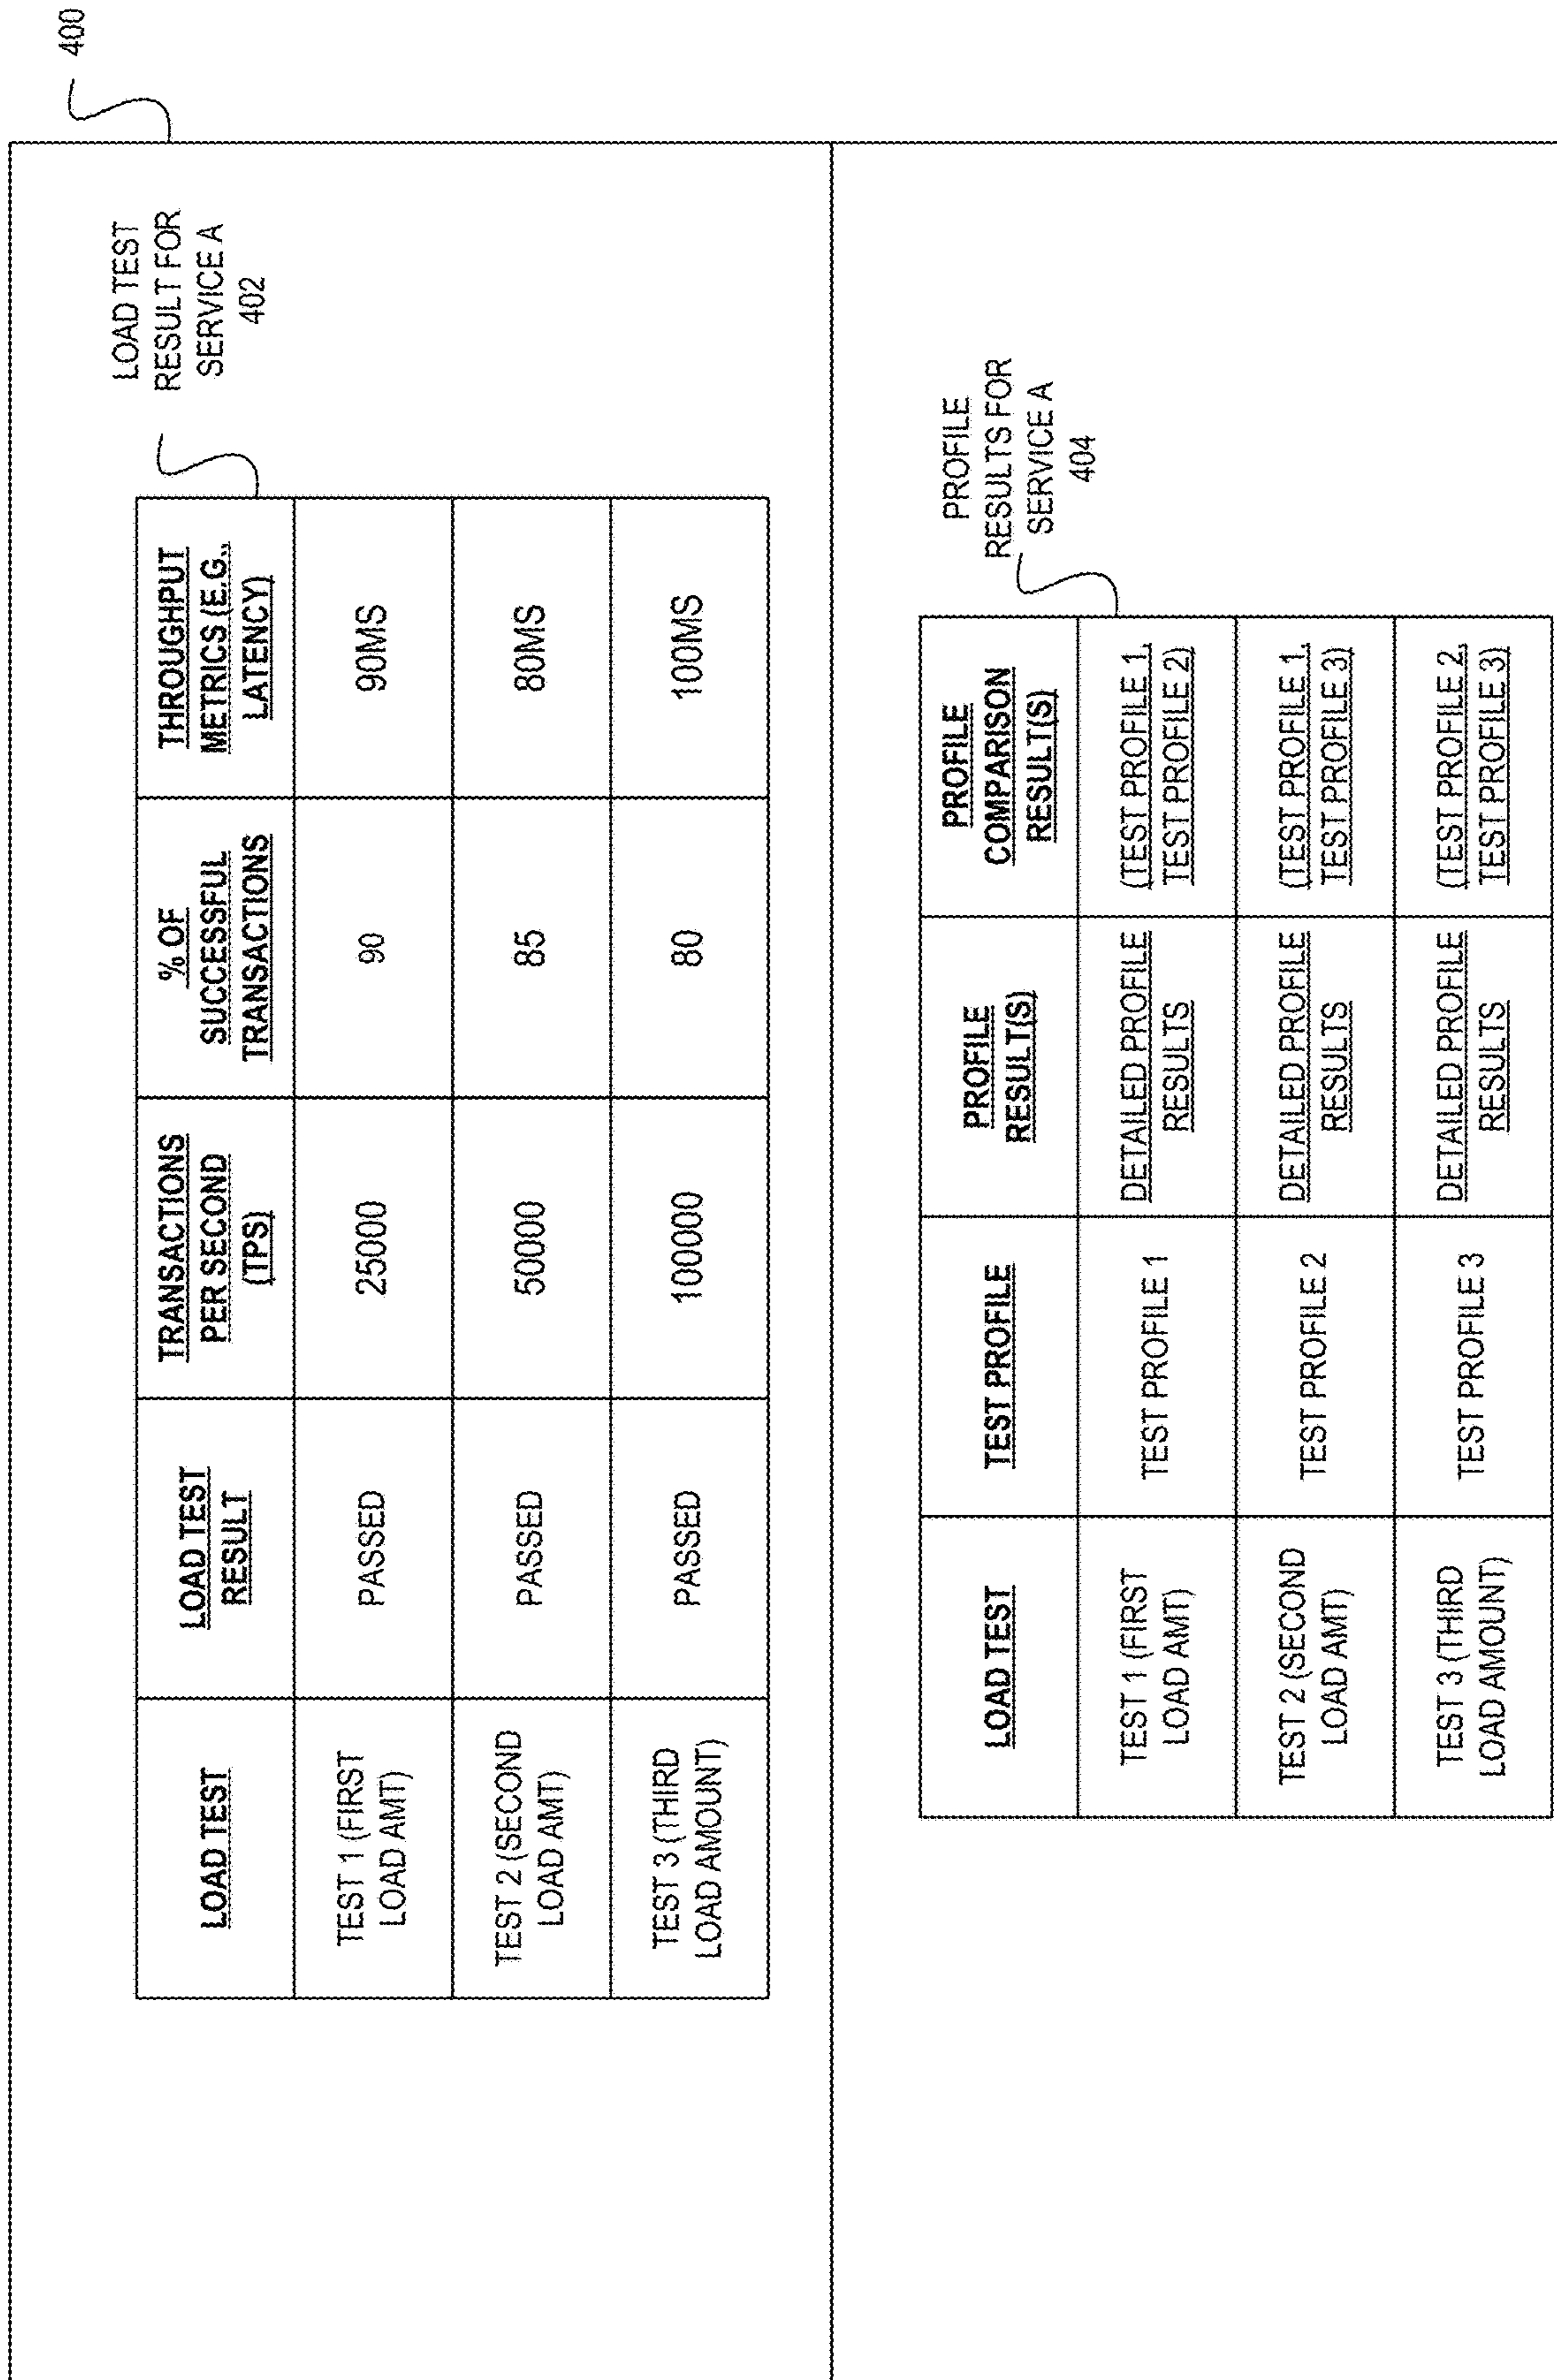 400
LOAD TEST
RESULT FOR
SERVICE A
402
LOAD TEST
LOAD TEST
RESULT
TRANSACTIONS
PER SECOND
(TPS)
% OF
SUCCESSFUL
TRANSACTIONS
THROUGHPUT
METRICS (E.G.,
LATENCY)
TEST 1 (FIRST
LOAD AMT)
PASSED
25000
90
90MS
TEST 2 (SECOND
LOAD AMT)
PASSED
50000
85
80MS
TEST 3 (THIRD
LOAD AMOUNT)
PASSED
100000
80
100MS
PROFILE
RESULTS FOR
SERVICE A
404
LOAD TEST
TEST PROFILE
PROFILE
RESULT(S)
PROFILE
COMPARISON
RESULT(S)
TEST 1 (FIRST
LOAD AMT)
TEST PROFILE 1
DETAILED PROFILE
RESULTS
(TEST PROFILE 1,
TEST PROFILE 2)
TEST 2 (SECOND
LOAD AMT)
TEST PROFILE 2
DETAILED PROFILE
RESULTS
(TEST PROFILE 1,
TEST PROFILE 3)
TEST 3 (THIRD
LOAD AMOUNT)
TEST PROFILE 3
DETAILED PROFILE
RESULTS
(TEST PROFILE 2,
TEST PROFILE 3)